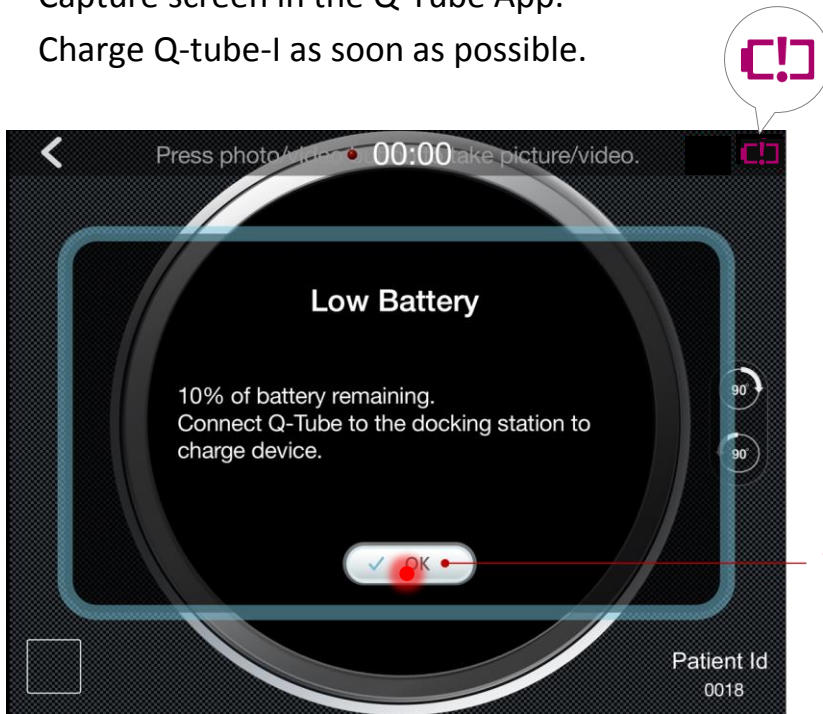 Capture screen in the Q-Tube App.
Charge Q-tube-I as soon as possible.
Press photo/video 00:00 take picture/video.
Low Battery
10% of battery remaining.
Connect Q-Tube to the docking station to
charge device.
90°
90°
OK
Patient Id
0018